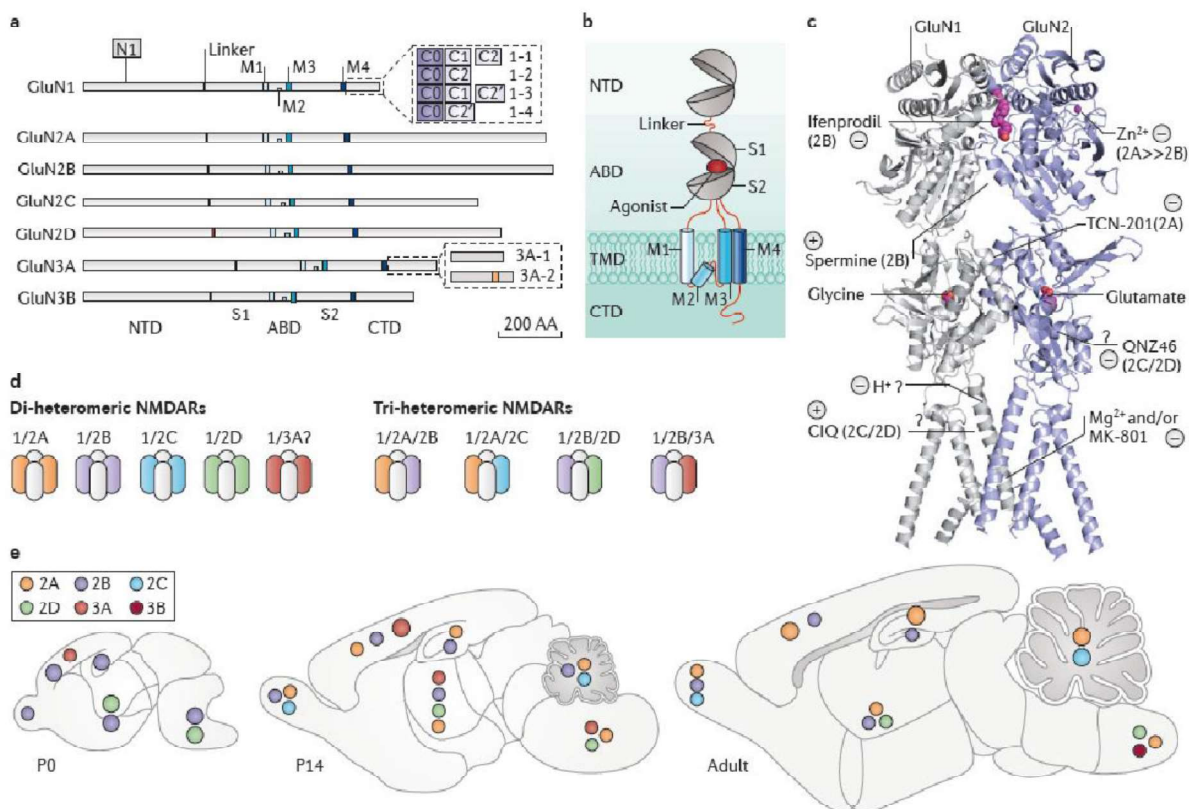 a
N1
Linker
M1
M3
M4
GluN1
M2
C0 C1 C2 1-1
C0 C2 1-2
C0 C1 C2' 1-3
C0 C2' 1-4
GluN2A
GluN2B
GluN2C
GluN2D
GluN3A
3A-1
3A-2
GluN3B
NTD S1 ABD S2 CTD
200 AA
b
NTD
Linker
S1
ABD
S2
Agonist
M1 M4
TMD
M2 M3
CTD
c
GluN1 GluN2
Ifenprodil
(2B) −
Zn2+ −
(2A>>2B)
−
TCN-201(2A)
+
Spermine (2B)
Glycine
Glutamate
?
QNZ46
− (2C/2D)
− H+ ?
+ ?
CIQ (2C/2D)
Mg2+ and/or
MK-801 −
d
Di-heteromeric NMDARs
1/2A 1/2B 1/2C 1/2D 1/3A?
Tri-heteromeric NMDARs
1/2A/2B 1/2A/2C 1/2B/2D 1/2B/3A
e
2A 2B 2C
2D 3A 3B
P0
P14
Adult